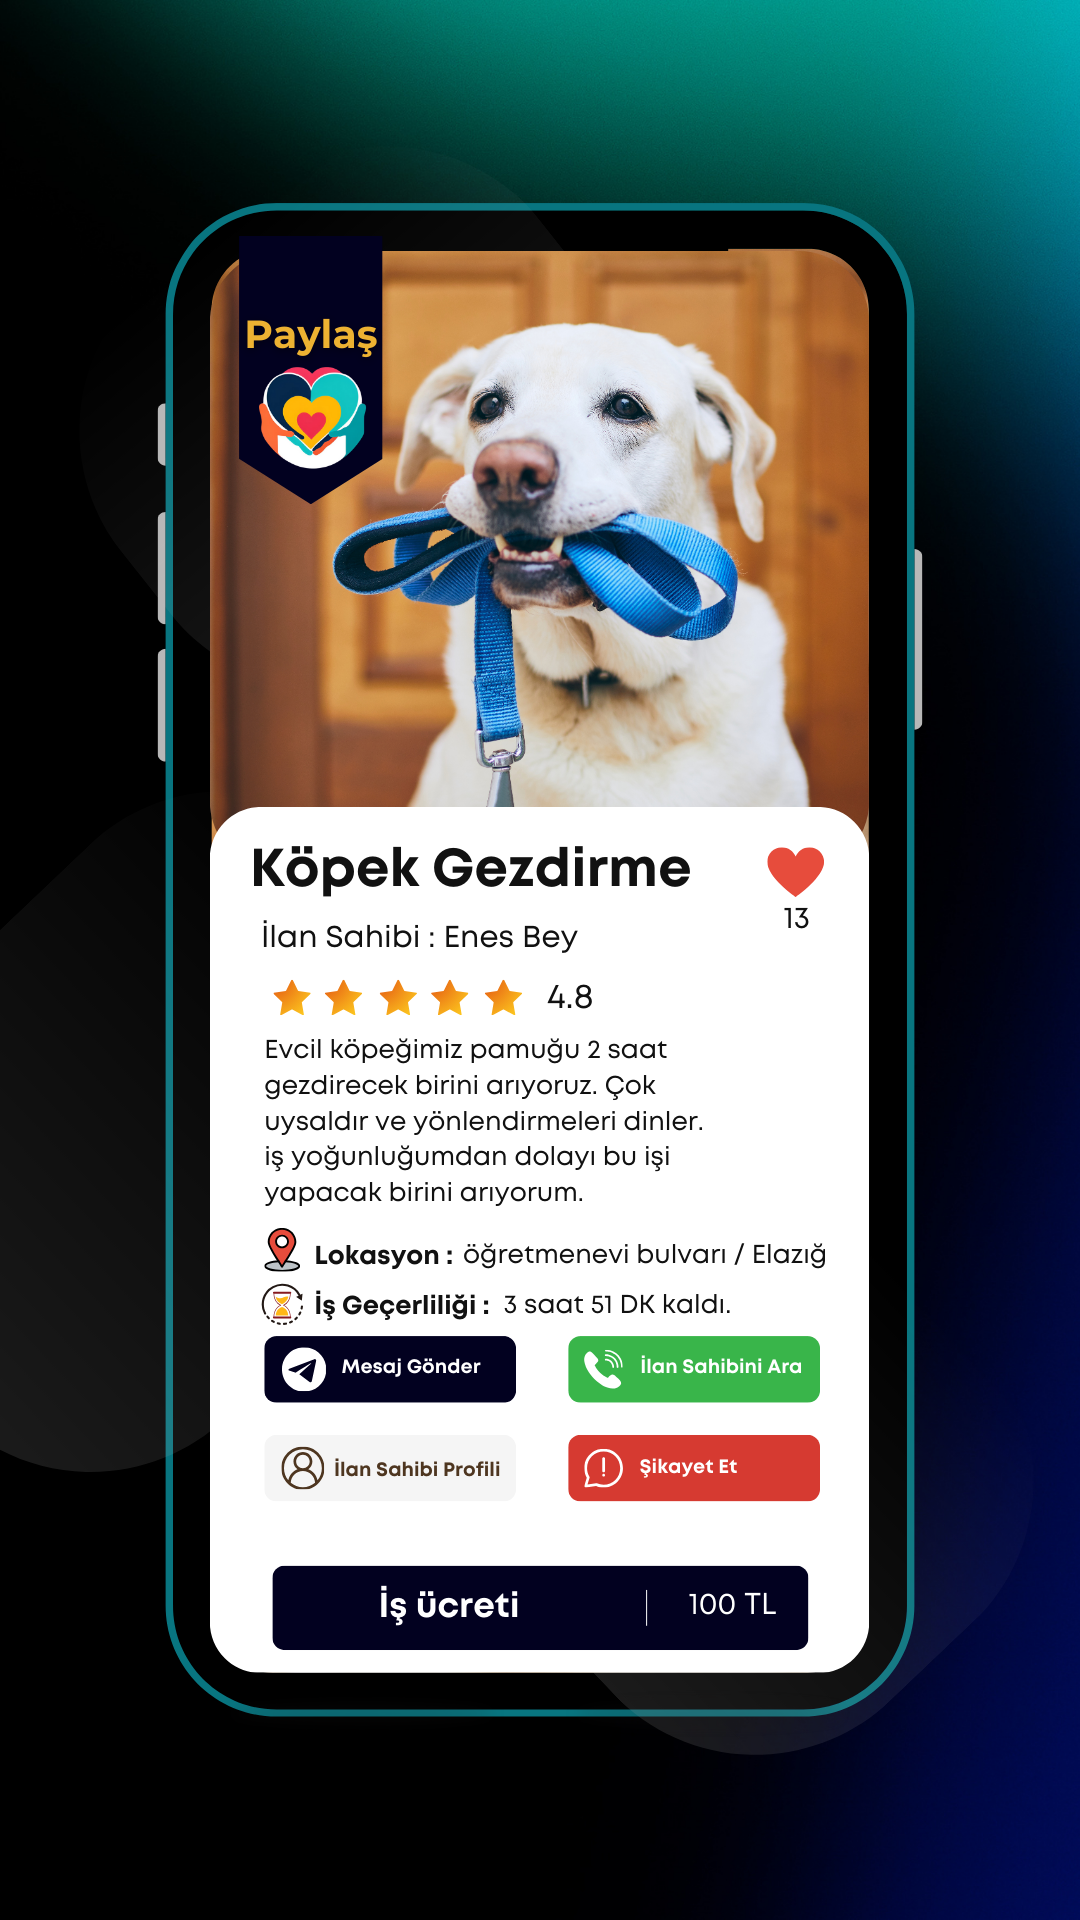 Paylaş
Köpek Gezdirme
13
İlan Sahibi : Enes Bey
4.8
Evcil köpeğimiz pamuğu 2 saat
gezdirecek birini arıyoruz. Çok
uysaldır ve yönlendirmeleri dinler.
iş yoğunluğumdan dolayı bu işi
yapacak birini arıyorum.
Lokasyon : öğretmenevi bulvarı / Elazığ
İş Geçerliliği : 3 saat 51 DK kaldı.
Mesaj Gönder
İlan Sahibini Ara
İlan Sahibi Profili
Şikayet Et
İş ücreti | 100 TL